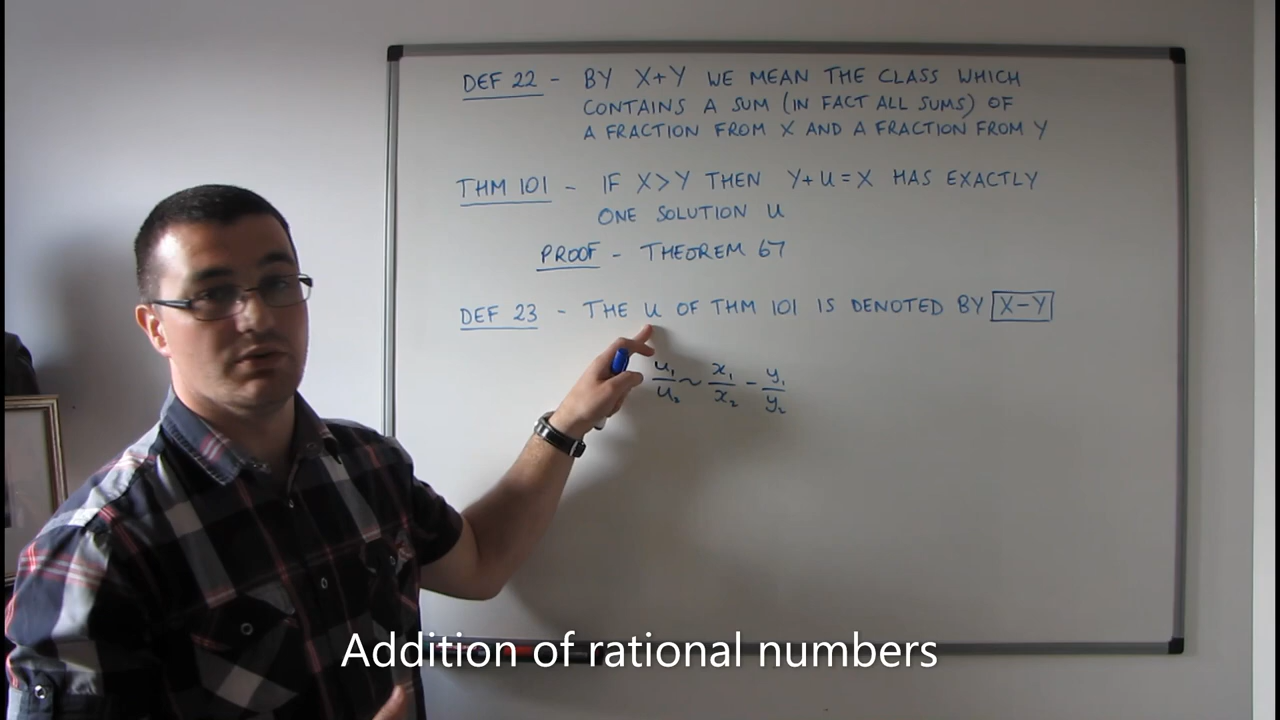 DEF 22 - BY X+Y WE MEAN THE CLASS WHICH
CONTAINS A SUM (IN FACT ALL SUMS) OF
A FRACTION FROM X AND A FRACTION FROM Y
THM 101 - IF X>Y THEN Y+U=X HAS EXACTLY
ONE SOLUTION U
PROOF - THEOREM 67
DEF 23 - THE U OF THM 101 IS DENOTED BY X-Y
u₁/u₂ ~ x₁/x₂ - y₁/y₂
Addition of rational numbers